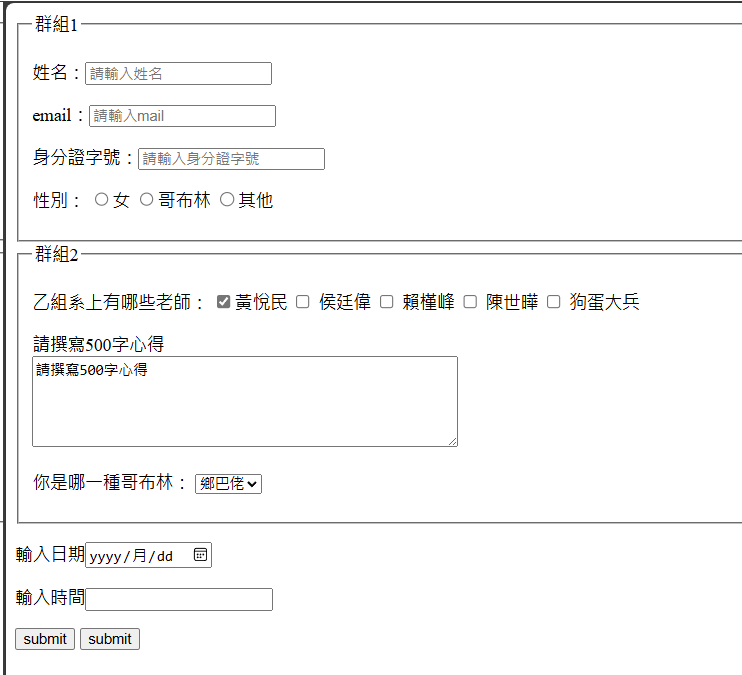 群組1
姓名：請輸入姓名
email：請輸入mail
身分證字號：請輸入身分證字號
性別： 女 哥布林 其他
群組2
乙組系上有哪些老師： 黃悅民 侯廷偉 賴槿峰 陳世曄 狗蛋大兵
請撰寫500字心得
請撰寫500字心得
你是哪一種哥布林： 鄉巴佬
輸入日期 yyyy/月/dd
輸入時間
submit submit